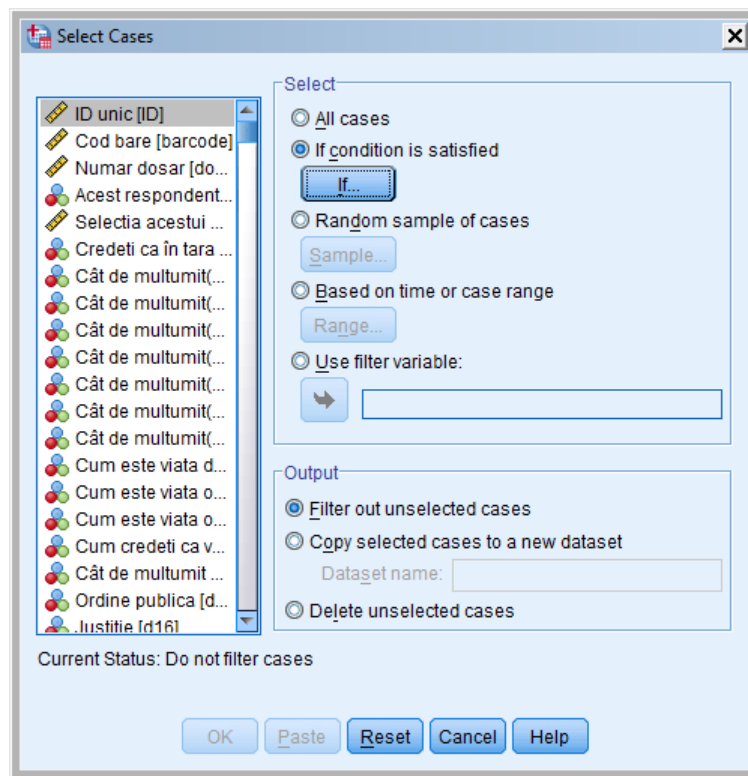 Select Cases
ID unic [ID]
Cod bare [barcode]
Numar dosar [do...
Acest respondent...
Selectia acestui ...
Credeti ca în tara ...
Cât de multumit(...
Cât de multumit(...
Cât de multumit(...
Cât de multumit(...
Cât de multumit(...
Cât de multumit(...
Cât de multumit(...
Cum este viata d...
Cum este viata o...
Cum este viata o...
Cum credeti ca v...
Cât de multumit ...
Ordine publica [d...
Justitie [d16]
Select
All cases
If condition is satisfied
If...
Random sample of cases
Sample...
Based on time or case range
Range...
Use filter variable:
Output
Filter out unselected cases
Copy selected cases to a new dataset
Dataset name:
Delete unselected cases
Current Status: Do not filter cases
OK Paste Reset Cancel Help